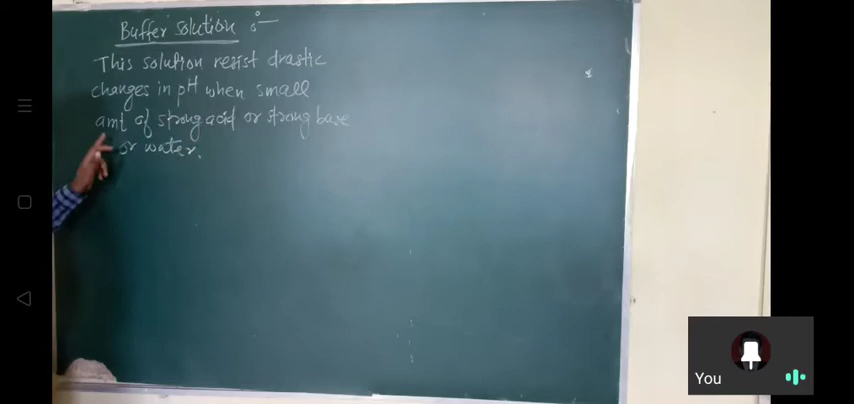 Buffer solution :-
This solution resist drastic
changes in pH when small
amt of strong acid or strong base
or water.
You